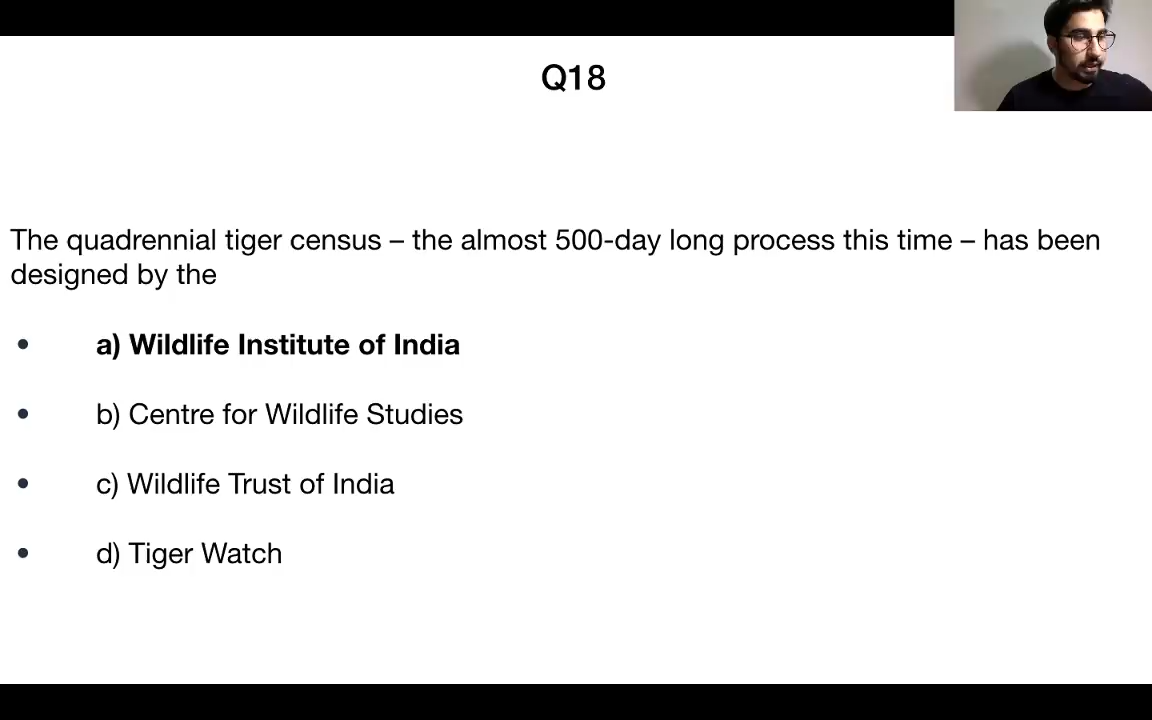 Q18
The quadrennial tiger census – the almost 500-day long process this time – has been
designed by the
• a) Wildlife Institute of India
• b) Centre for Wildlife Studies
• c) Wildlife Trust of India
• d) Tiger Watch